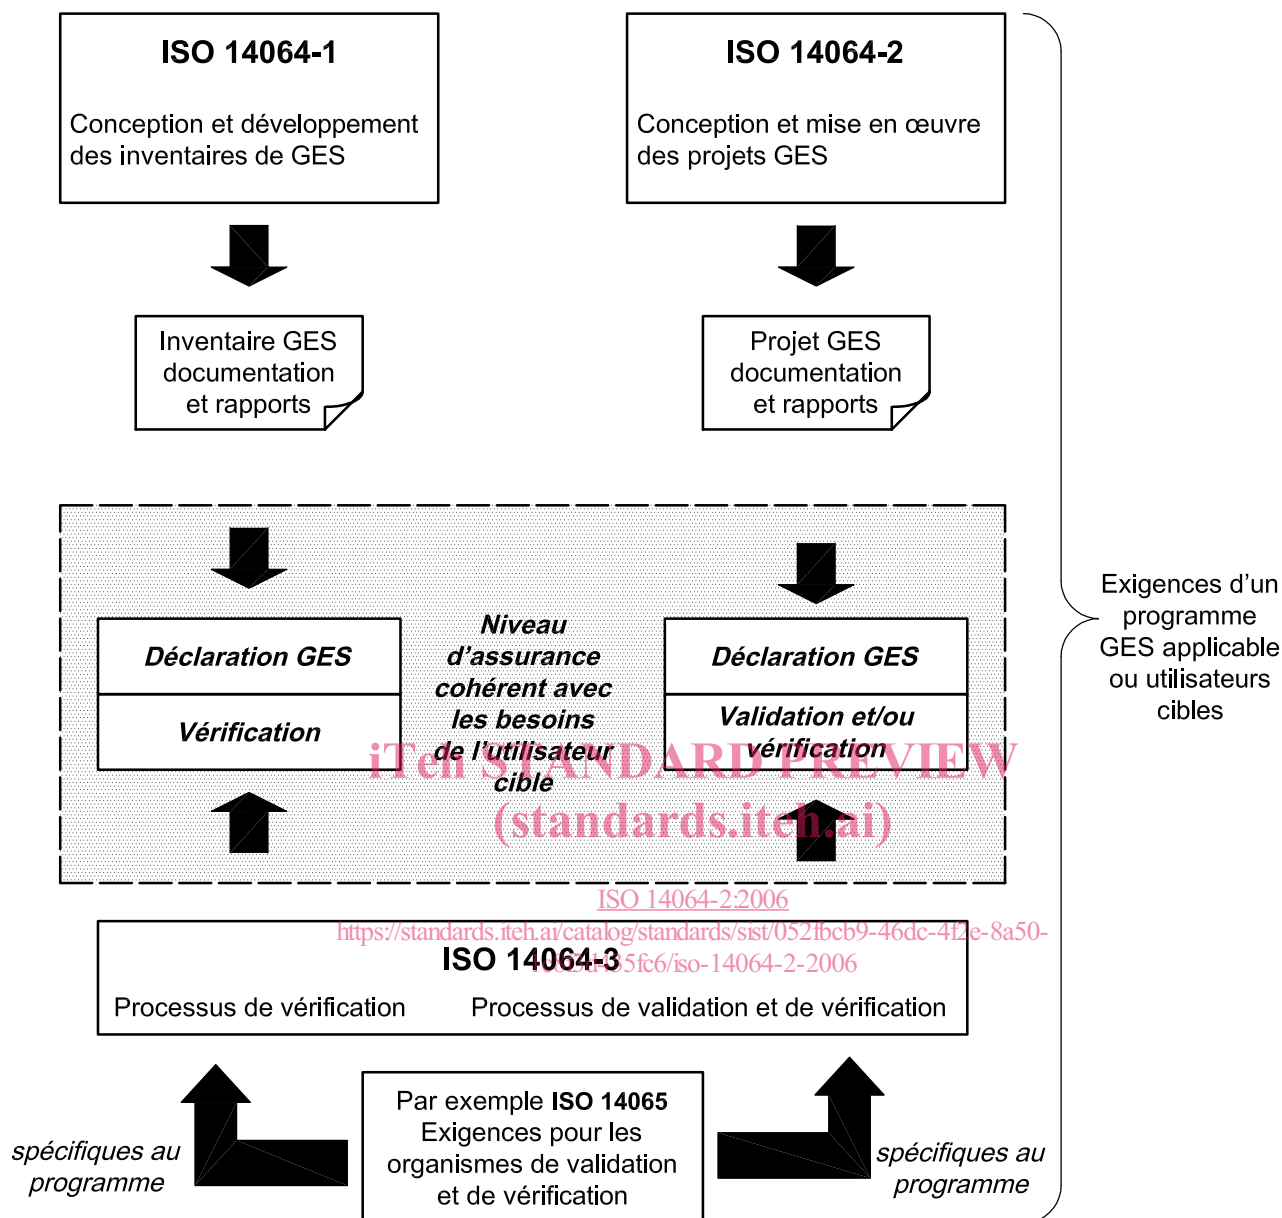 ISO 14064-1
Conception et développement
des inventaires de GES
ISO 14064-2
Conception et mise en œuvre
des projets GES
Inventaire GES
documentation
et rapports
Projet GES
documentation
et rapports
Déclaration GES
Vérification
Niveau
d’assurance
cohérent avec
les besoins
de l’utilisateur
cible
Déclaration GES
Validation et/ou
vérification
Exigences d’un
programme
GES applicable
ou utilisateurs
cibles
iTeh STANDARD PREVIEW
(standards.iteh.ai)
ISO 14064-2:2006
https://standards.iteh.ai/catalog/standards/sist/052fbcb9-46dc-4f2e-8a50-
5fc6/iso-14064-2-2006
ISO 14064-3
Processus de vérification
Processus de validation et de vérification
spécifiques au
programme
Par exemple ISO 14065
Exigences pour les
organismes de validation
et de vérification
spécifiques au
programme